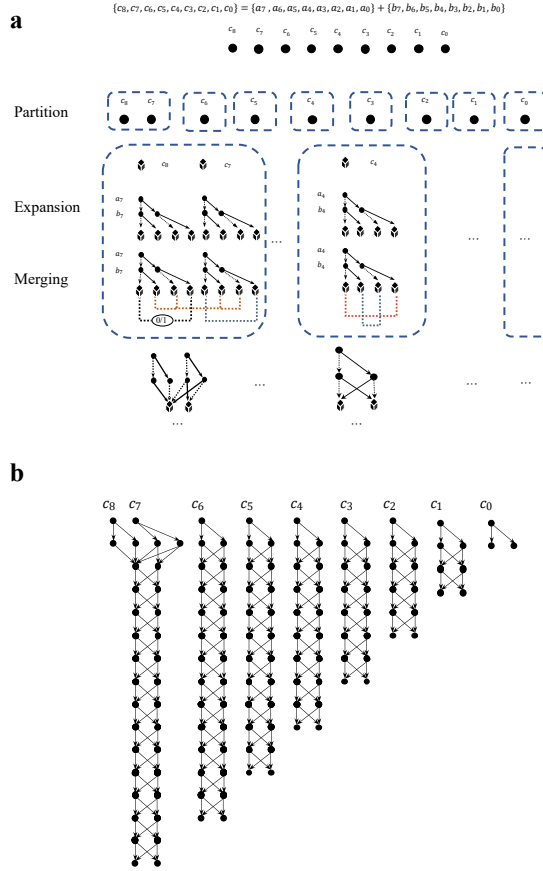 {c₈, c₇, c₆, c₅, c₄, c₃, c₂, c₁, c₀} = {a₇, a₆, a₅, a₄, a₃, a₂, a₁, a₀} + {b₇, b₆, b₅, b₄, b₃, b₂, b₁, b₀}
a
c₈ c₇ c₆ c₅ c₄ c₃ c₂ c₁ c₀
c₈ c₇ c₆ c₅ c₄ c₃ c₂ c₁ c₀
Partition
c₈ c₇ c₄
a₇ a₄
Expansion
b₇ b₄
... ... ...
a₇ a₄
b₇ b₄
Merging
0/1
... ... ...
... ...
b
c₈ c₇ c₆ c₅ c₄ c₃ c₂ c₁ c₀